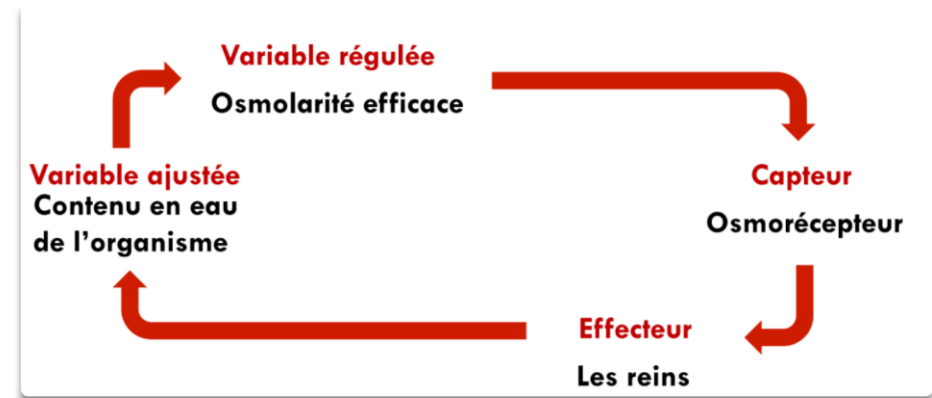 Variable régulée
Osmolarité efficace
Capteur
Osmorécepteur
Effecteur
Les reins
Variable ajustée
Contenu en eau
de l'organisme